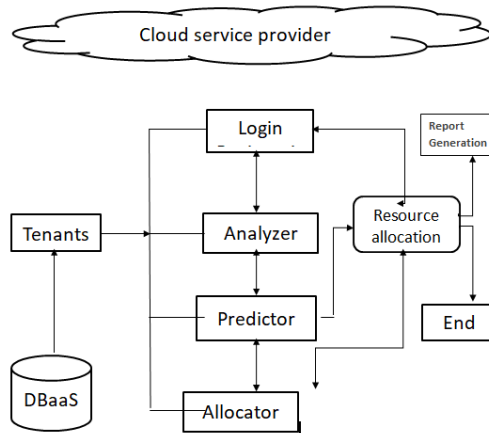 Cloud service provider
Login
Report
Generation
Resource
allocation
Tenants
Analyzer
Predictor
End
DBaaS
Allocator